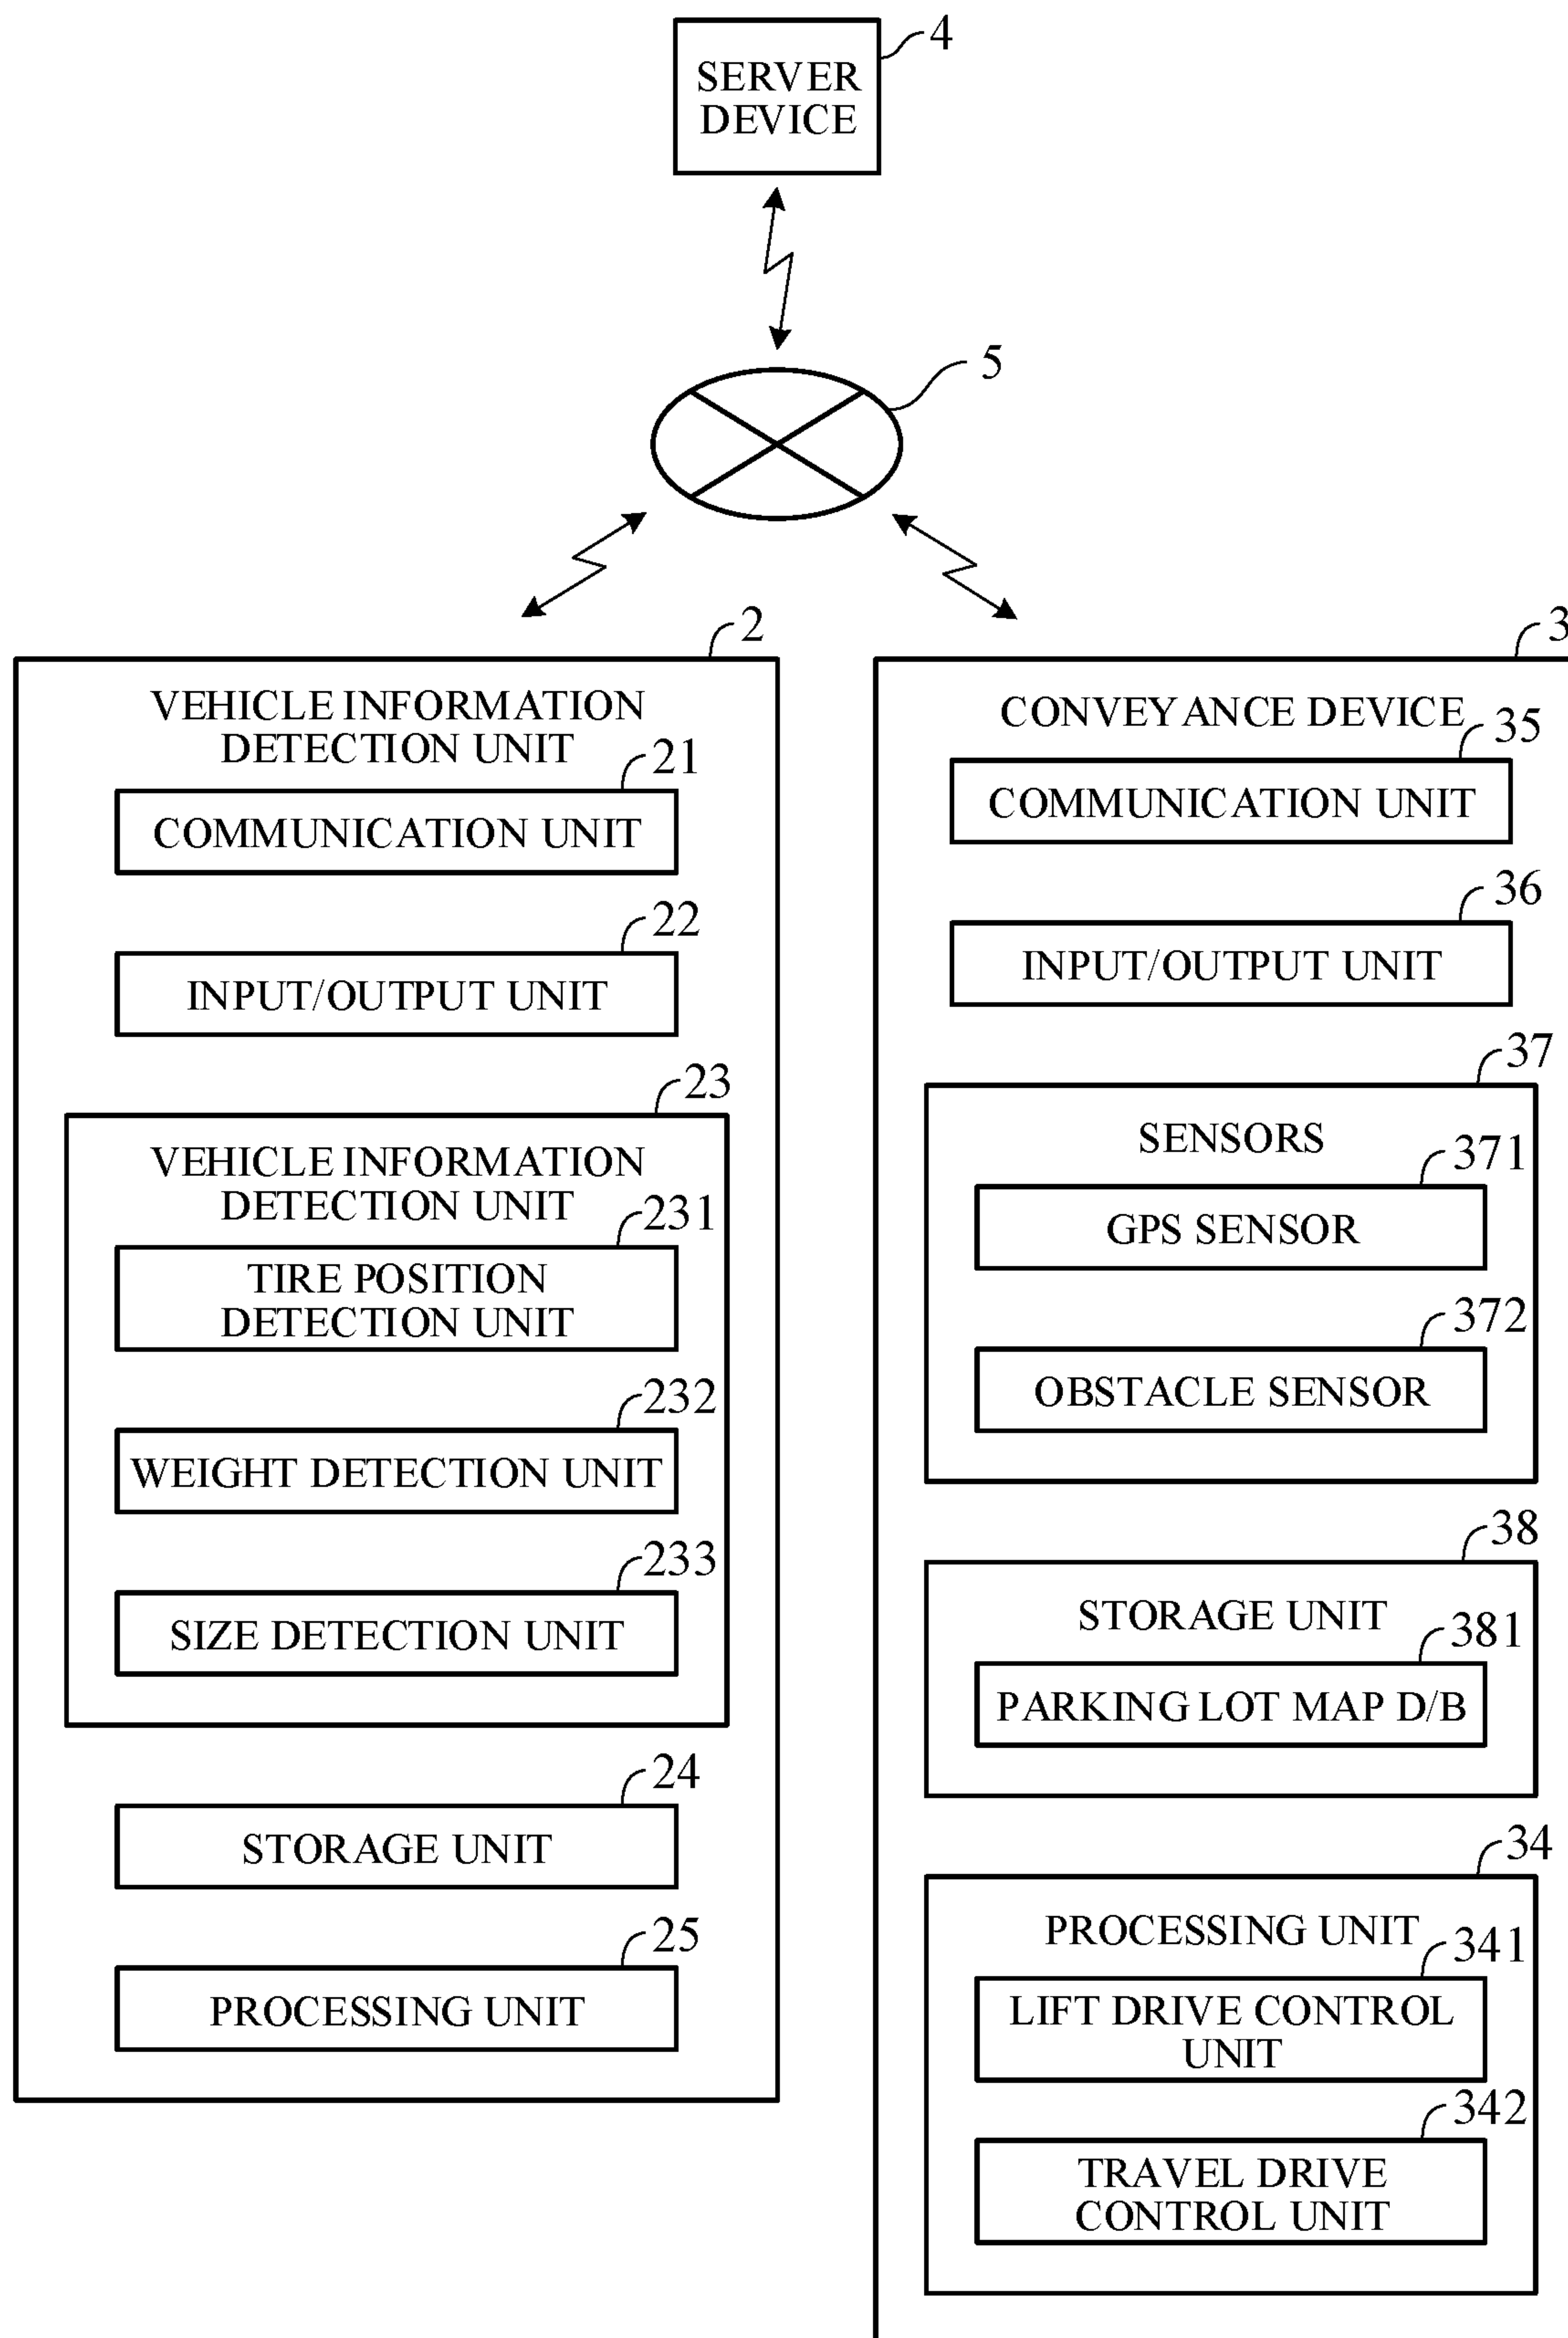 4
SERVER
DEVICE
5
2
VEHICLE INFORMATION
DETECTION UNIT
21
COMMUNICATION UNIT
22
INPUT/OUTPUT UNIT
23
VEHICLE INFORMATION
DETECTION UNIT
231
TIRE POSITION
DETECTION UNIT
232
WEIGHT DETECTION UNIT
233
SIZE DETECTION UNIT
24
STORAGE UNIT
25
PROCESSING UNIT
3
CONVEYANCE DEVICE
35
COMMUNICATION UNIT
36
INPUT/OUTPUT UNIT
37
SENSORS
371
GPS SENSOR
372
OBSTACLE SENSOR
38
STORAGE UNIT
381
PARKING LOT MAP D/B
34
PROCESSING UNIT
341
LIFT DRIVE CONTROL
UNIT
342
TRAVEL DRIVE
CONTROL UNIT